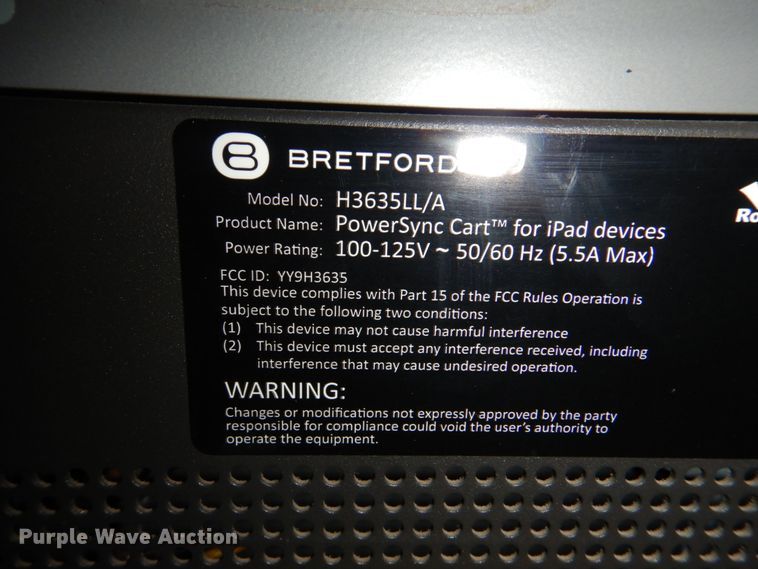 BRETFORD
Model No: H3635LL/A
Product Name: PowerSync Cart™ for iPad devices
Power Rating: 100-125V ~ 50/60 Hz (5.5A Max)
FCC ID: YY9H3635
This device complies with Part 15 of the FCC Rules Operation is
subject to the following two conditions:
(1) This device may not cause harmful interference
(2) This device must accept any interference received, including
interference that may cause undesired operation.
WARNING:
Changes or modifications not expressly approved by the party
responsible for compliance could void the user's authority to
operate the equipment.
Purple Wave Auction